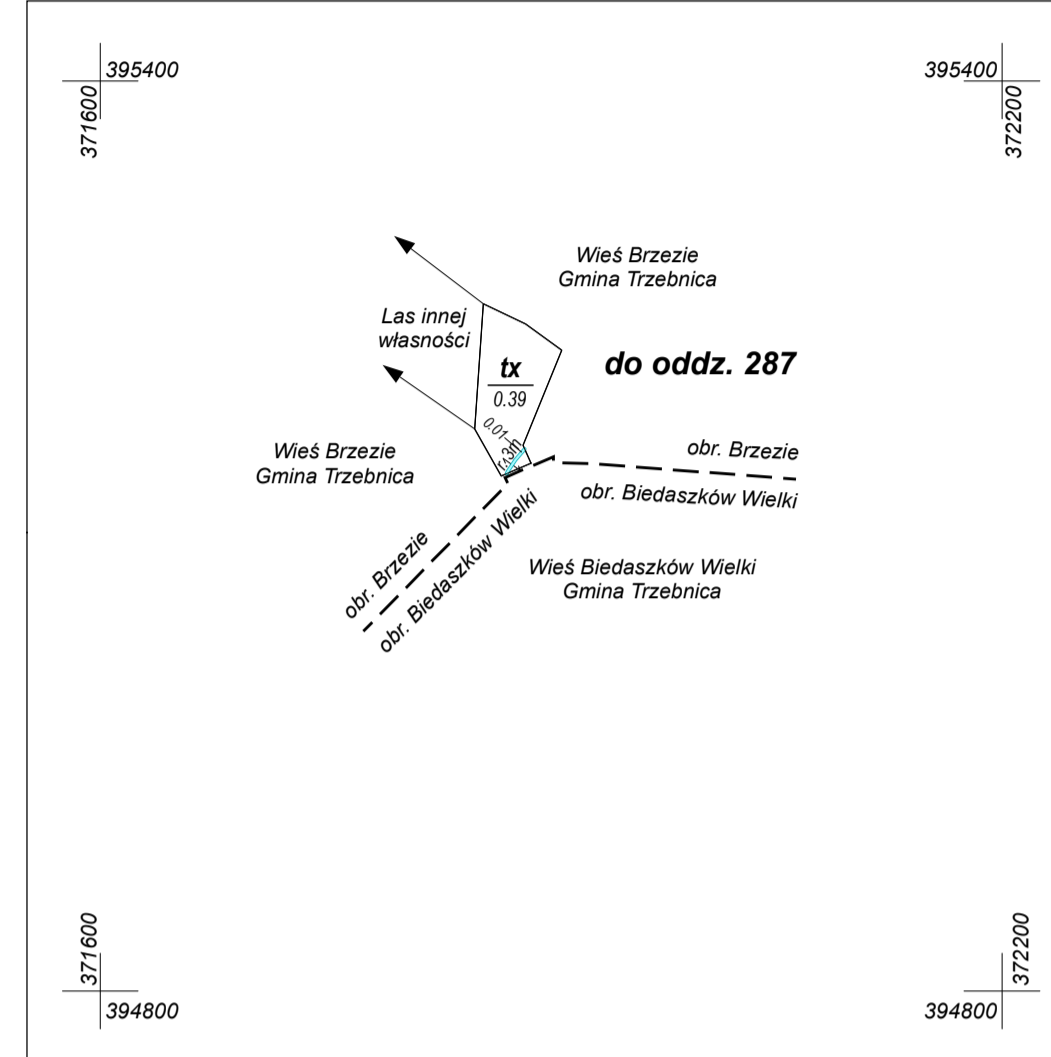 395400
395400
371600
372200
Wieś Brzezie
Gmina Trzebnica
Las innej
własności
do oddz. 287
tx
0.39
0.01
r.3m
Wieś Brzezie
Gmina Trzebnica
obr. Brzezie
obr. Biedaszków Wielki
obr. Brzezie
obr. Biedaszków Wielki
Wieś Biedaszków Wielki
Gmina Trzebnica
371600
372200
394800
394800